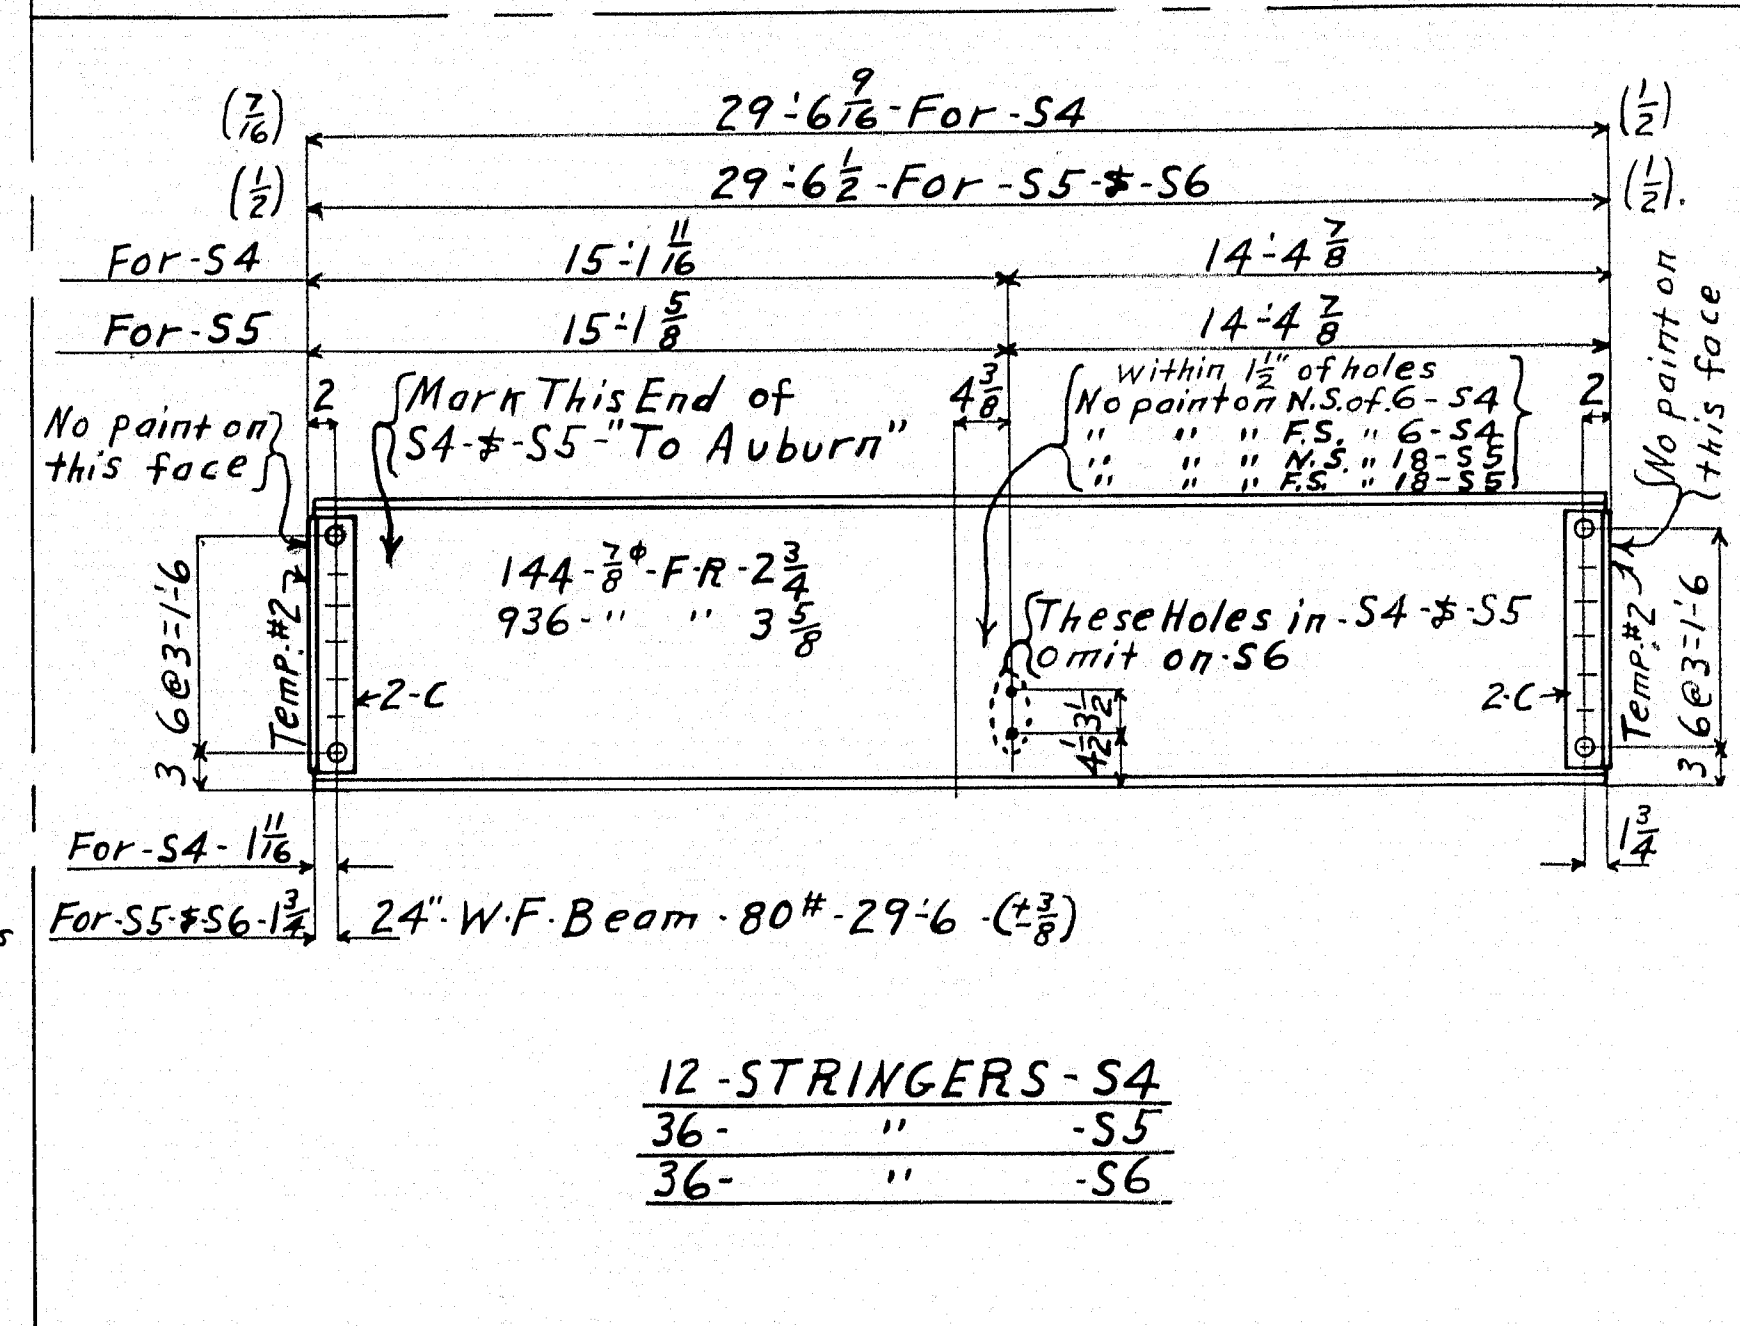 (7/16) 29'-6 9/16 - For - S4 (1/2)
(1/2) 29'-6 1/2 - For - S5 - & - S6 (1/2).
For - S4 15'-1 11/16 14'-4 7/8
For - S5 15'-1 5/8 14'-4 7/8
2
Mark This End of
S4 - & - S5 - "To Auburn"
4 3/8
within 1 1/2" of holes
No paint on N.S. of. 6 - S4
" " " F.S. " 6 - S4
" " " N.S. " 18 - S5
" " " F.S. " 18 - S5
2
No paint on
this face
No paint on
this face
144 - 7/8 ø - F·R - 2 3/4
936 - " " 3 5/8
These Holes in - S4 - & - S5
omit on · S6
6@3=1'-6
3
Temp. #2
2-C
3 1/2
4 1/2
2·C
Temp. #2
6@3=1'-6
3
For - S4 - 1 11/16
1 3/4
For - S5 - & - S6 - 1 3/4
24" · W·F· Beam · 80# - 29'-6 - (± 3/8)
s
12 - STRINGERS - S4
36 - " - S5
36 - " - S6